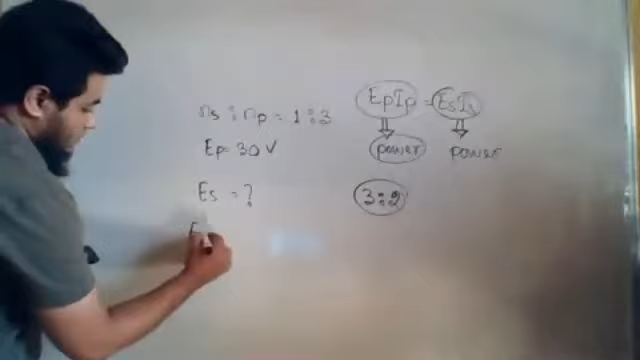 ns : np = 1 : 3
Ep = 30 V
Es = ?
E
EpIp = EsIs
power power
3 : 2